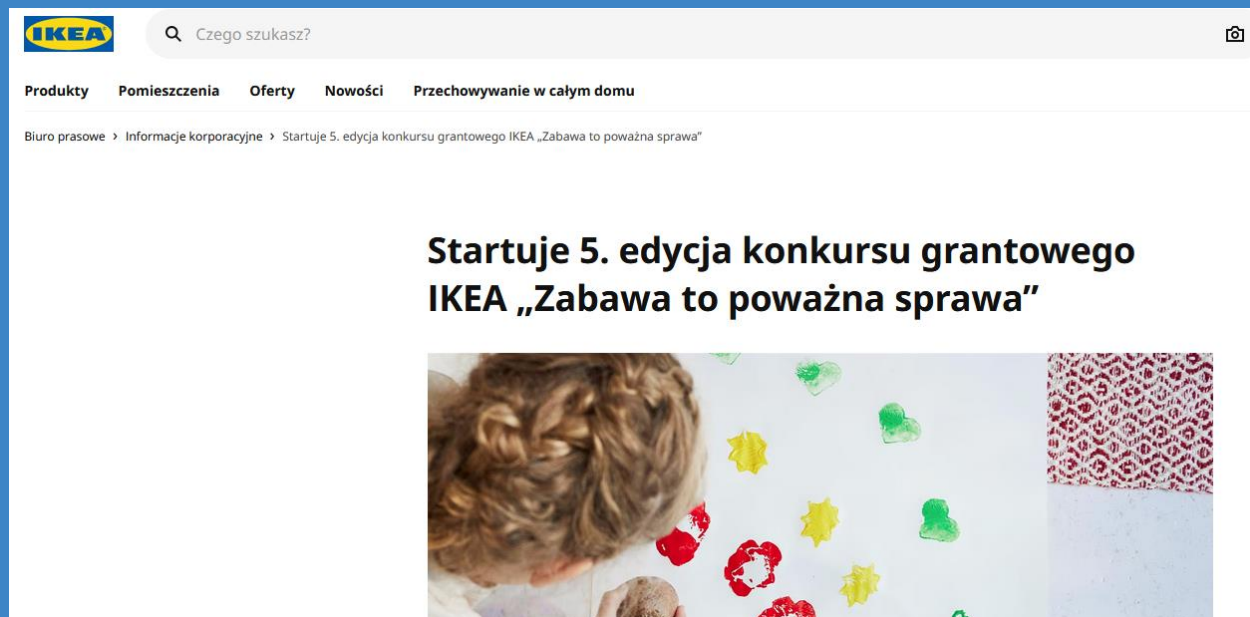 IKEA
Czego szukasz?
Produkty Pomieszczenia Oferty Nowości Przechowywanie w całym domu
Biuro prasowe › Informacje korporacyjne › Startuje 5. edycja konkursu grantowego IKEA „Zabawa to poważna sprawa”
Startuje 5. edycja konkursu grantowego
IKEA „Zabawa to poważna sprawa”